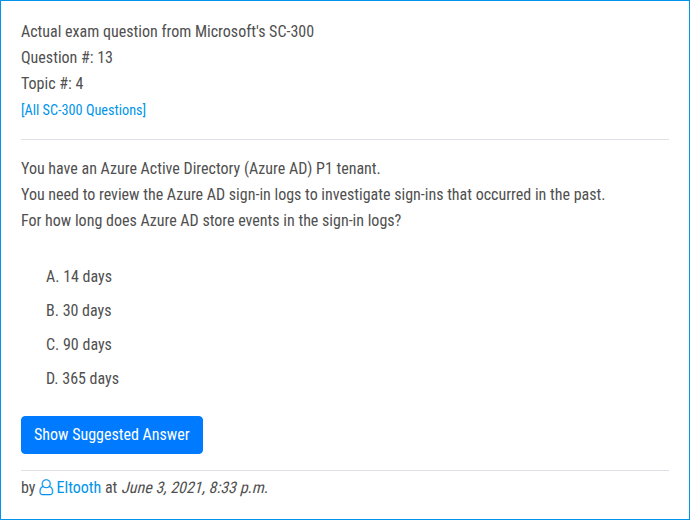 Actual exam question from Microsoft's SC-300
Question #: 13
Topic #: 4
[All SC-300 Questions]
You have an Azure Active Directory (Azure AD) P1 tenant.
You need to review the Azure AD sign-in logs to investigate sign-ins that occurred in the past.
For how long does Azure AD store events in the sign-in logs?
A. 14 days
B. 30 days
C. 90 days
D. 365 days
Show Suggested Answer
by Eltooth at June 3, 2021, 8:33 p.m.